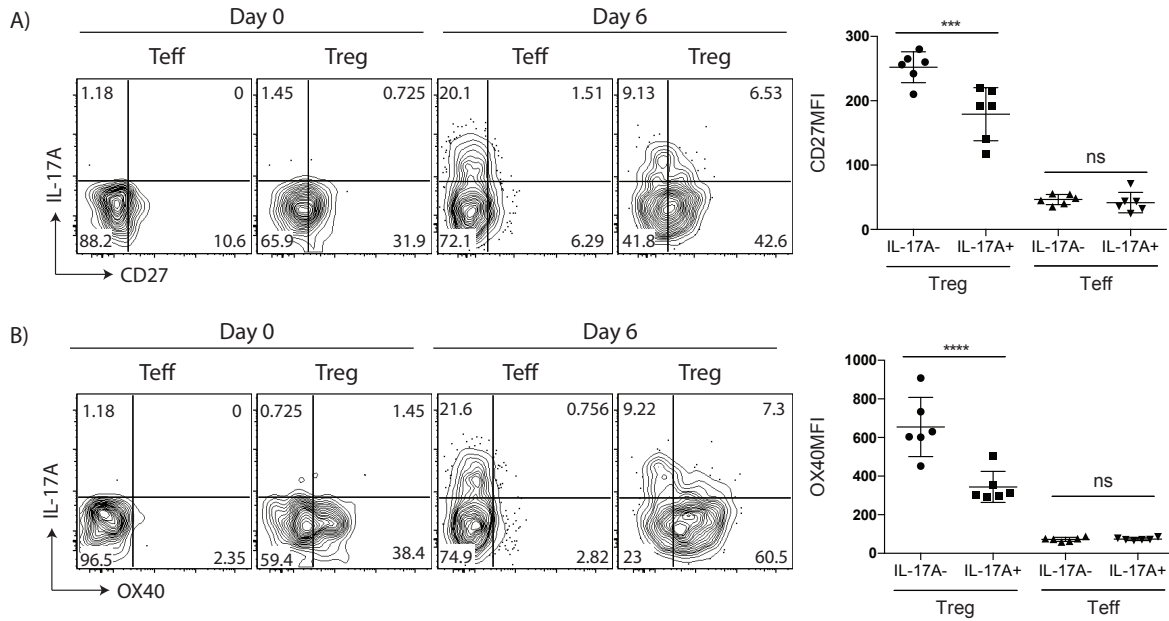 A)
Day 0
Day 6
Teff
Treg
Teff
Treg
1.18
0
1.45
0.725
20.1
1.51
9.13
6.53
88.2
10.6
65.9
31.9
72.1
6.29
41.8
42.6
IL-17A
CD27
***
ns
300
200
100
0
CD27MFI
IL-17A-
IL-17A+
IL-17A-
IL-17A+
Treg
Teff
B)
Day 0
Day 6
Teff
Treg
Teff
Treg
1.18
0
0.725
1.45
21.6
0.756
9.22
7.3
96.5
2.35
59.4
38.4
74.9
2.82
23
60.5
IL-17A
OX40
****
ns
1000
800
600
400
200
0
OX40MFI
IL-17A-
IL-17A+
IL-17A-
IL-17A+
Treg
Teff